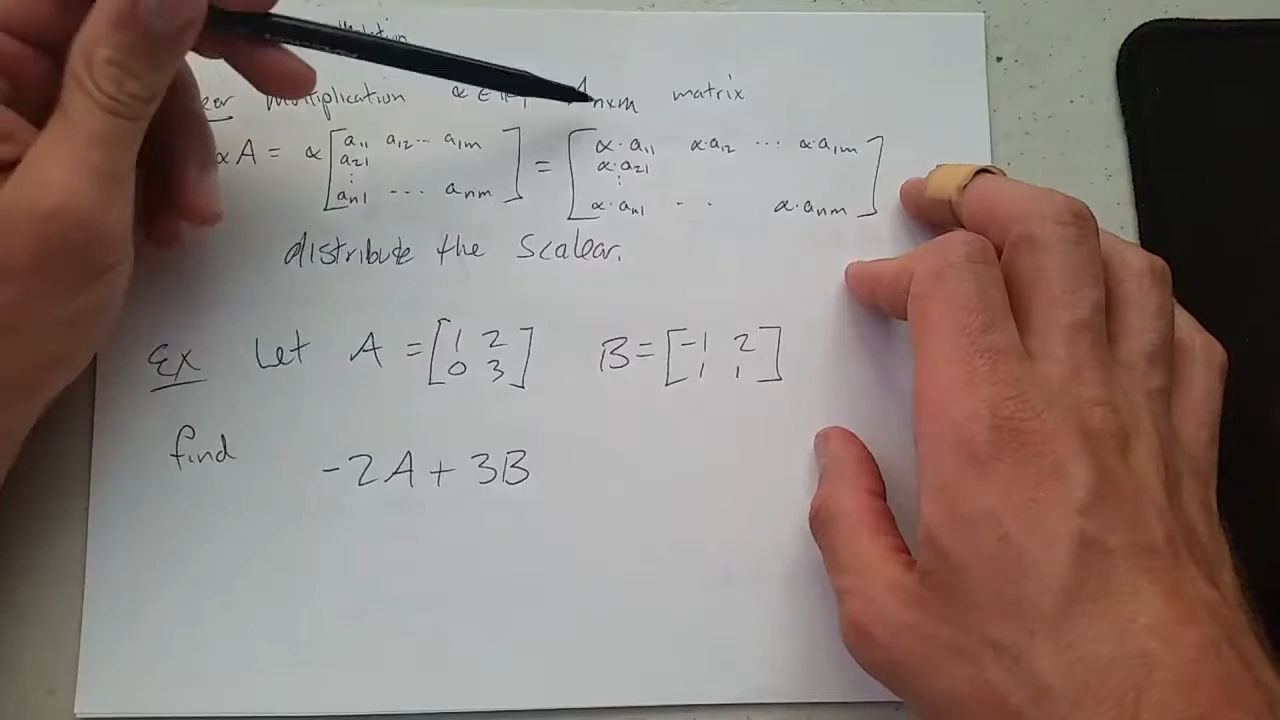 Multiplication α ∈ nxm matrix
αA = α [a11 a12 ... a1m a21 ⋮ an1 ... anm] = [α·a11 α·a12 ... α·a1m α·a21 ⋮ α·an1 .. α·anm]
distribute the Scalear.
Ex Let A = [1 2 0 3] B = [-1 2 1 1]
find -2A + 3B